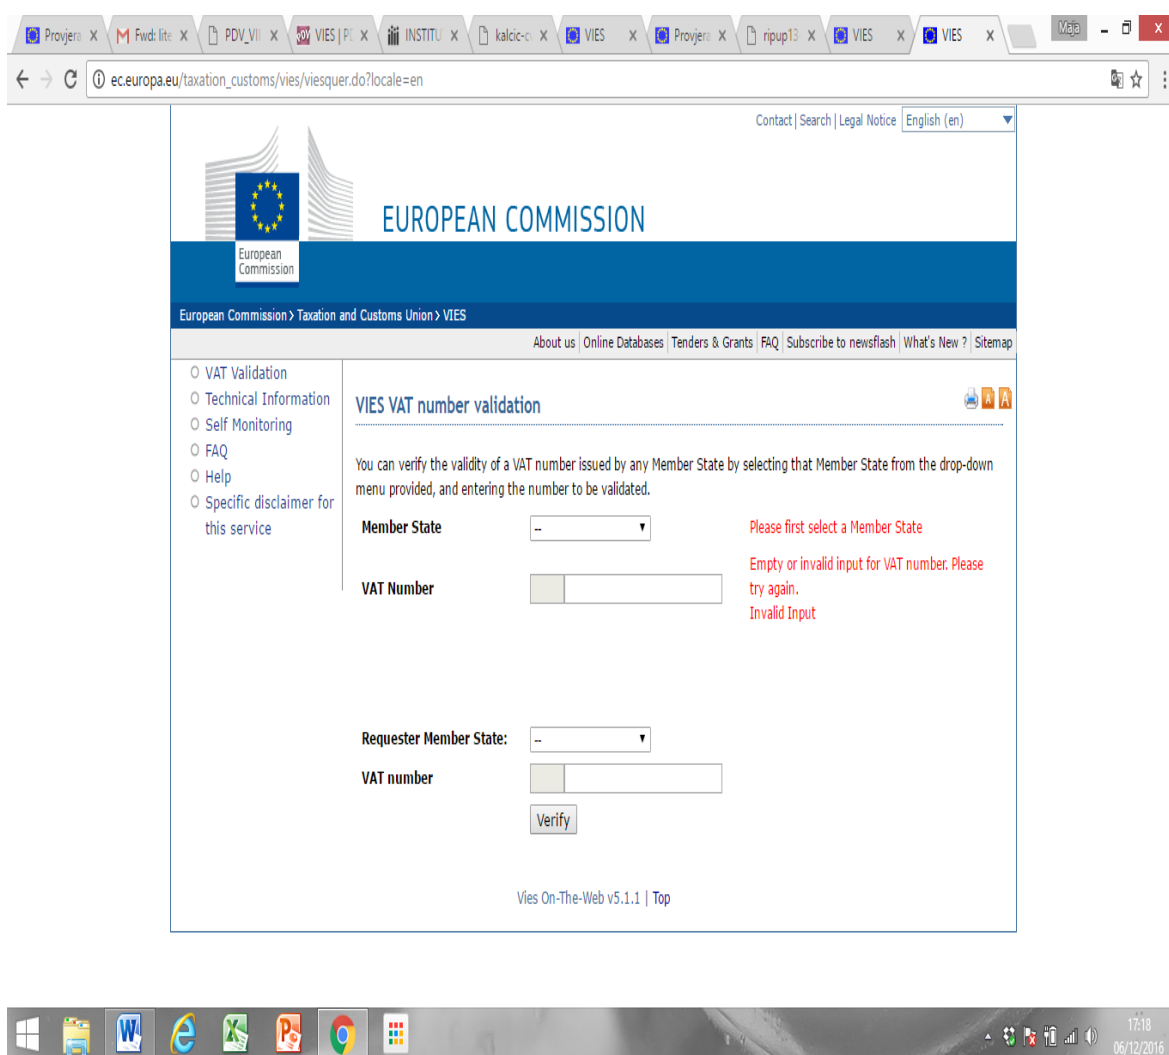 Provjera
Fwd: lite
PDV_VII
VIES | P
INSTITU
kalcic-c
VIES
Provjera
ripup13
VIES
VIES
Maja
ec.europa.eu/taxation_customs/vies/viesquer.do?locale=en
Contact | Search | Legal Notice English (en)
EUROPEAN COMMISSION
European
Commission
European Commission > Taxation and Customs Union > VIES
About us | Online Databases | Tenders & Grants | FAQ | Subscribe to newsflash | What's New ? | Sitemap
VAT Validation
Technical Information
Self Monitoring
FAQ
Help
Specific disclaimer for
this service
VIES VAT number validation
You can verify the validity of a VAT number issued by any Member State by selecting that Member State from the drop-down
menu provided, and entering the number to be validated.
Member State -- Please first select a Member State
VAT Number
Empty or invalid input for VAT number. Please
try again.
Invalid Input
Requester Member State: --
VAT number
Verify
Vies On-The-Web v5.1.1 | Top
17:18
06/12/2016